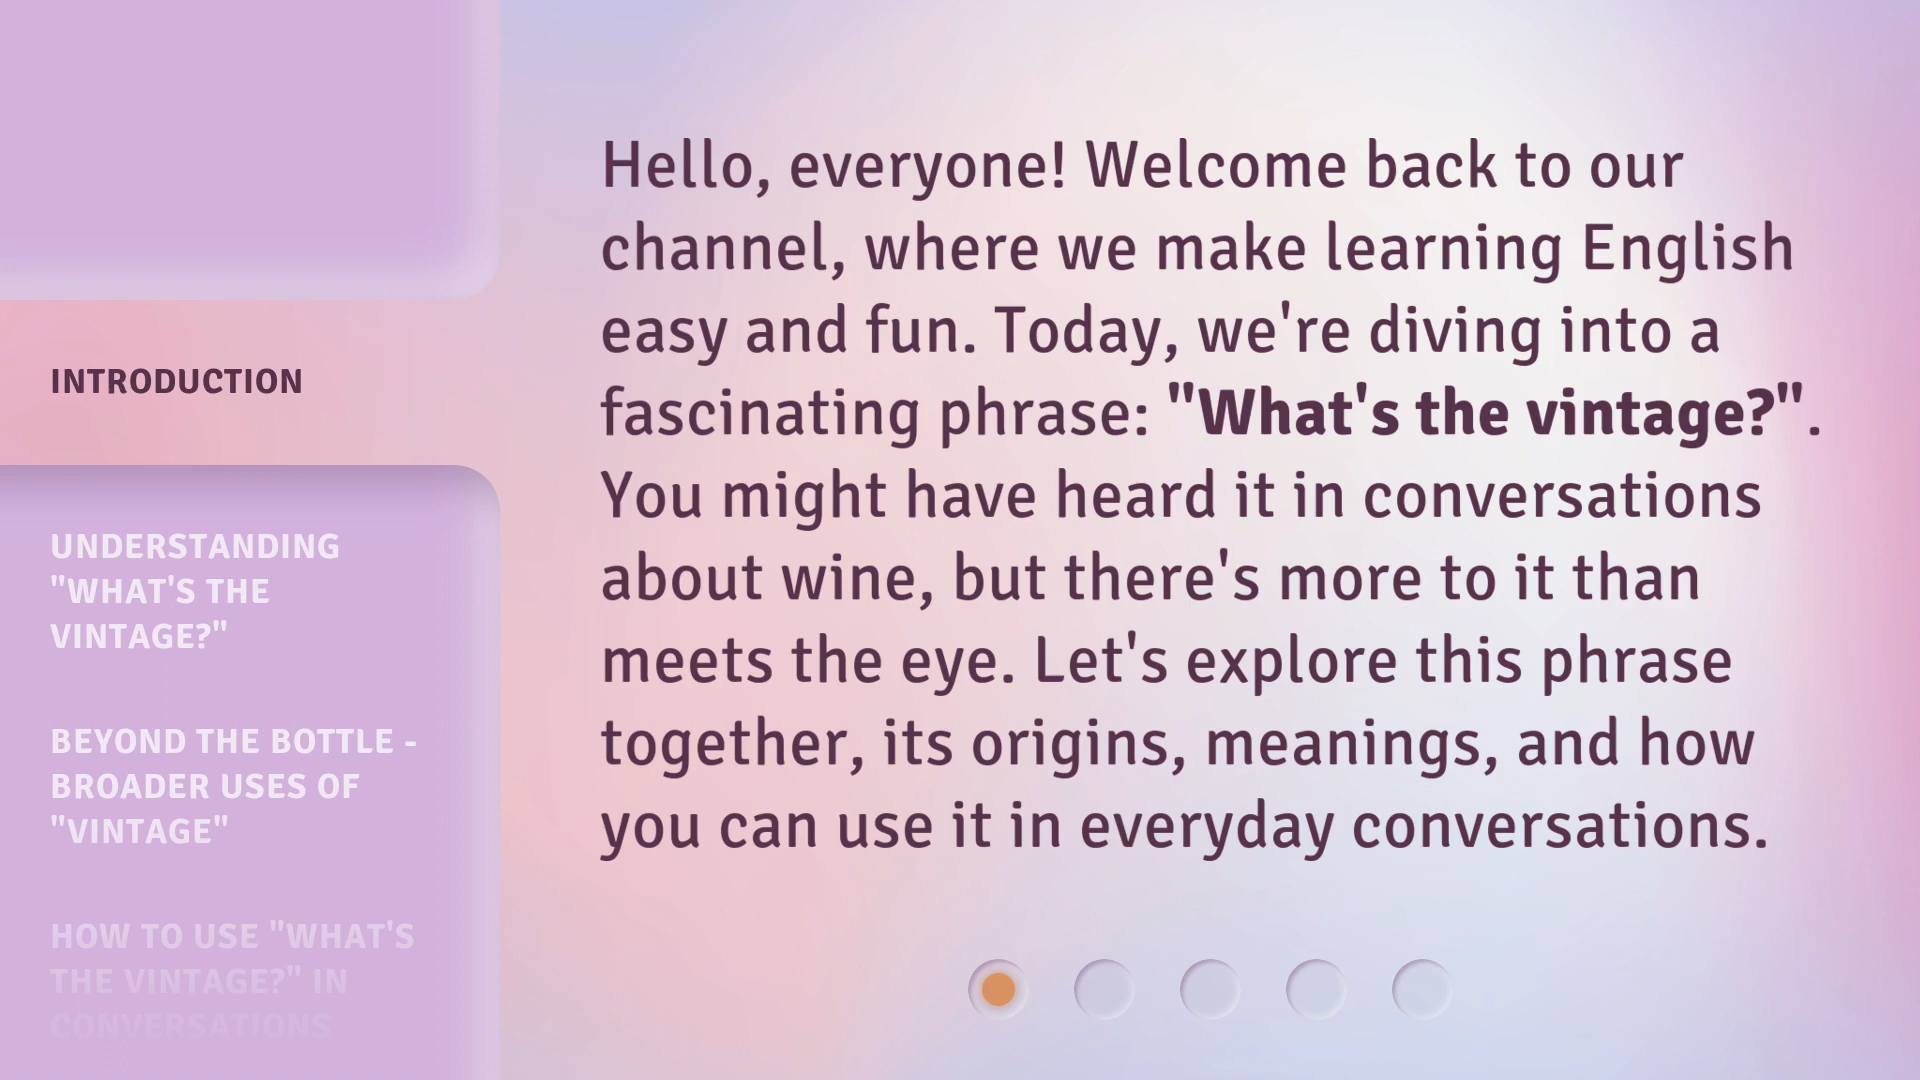 INTRODUCTION
UNDERSTANDING
"WHAT'S THE
VINTAGE?"
BEYOND THE BOTTLE -
BROADER USES OF
"VINTAGE"
HOW TO USE "WHAT'S
THE VINTAGE?" IN
CONVERSATIONS
Hello, everyone! Welcome back to our
channel, where we make learning English
easy and fun. Today, we're diving into a
fascinating phrase: "What's the vintage?".
You might have heard it in conversations
about wine, but there's more to it than
meets the eye. Let's explore this phrase
together, its origins, meanings, and how
you can use it in everyday conversations.